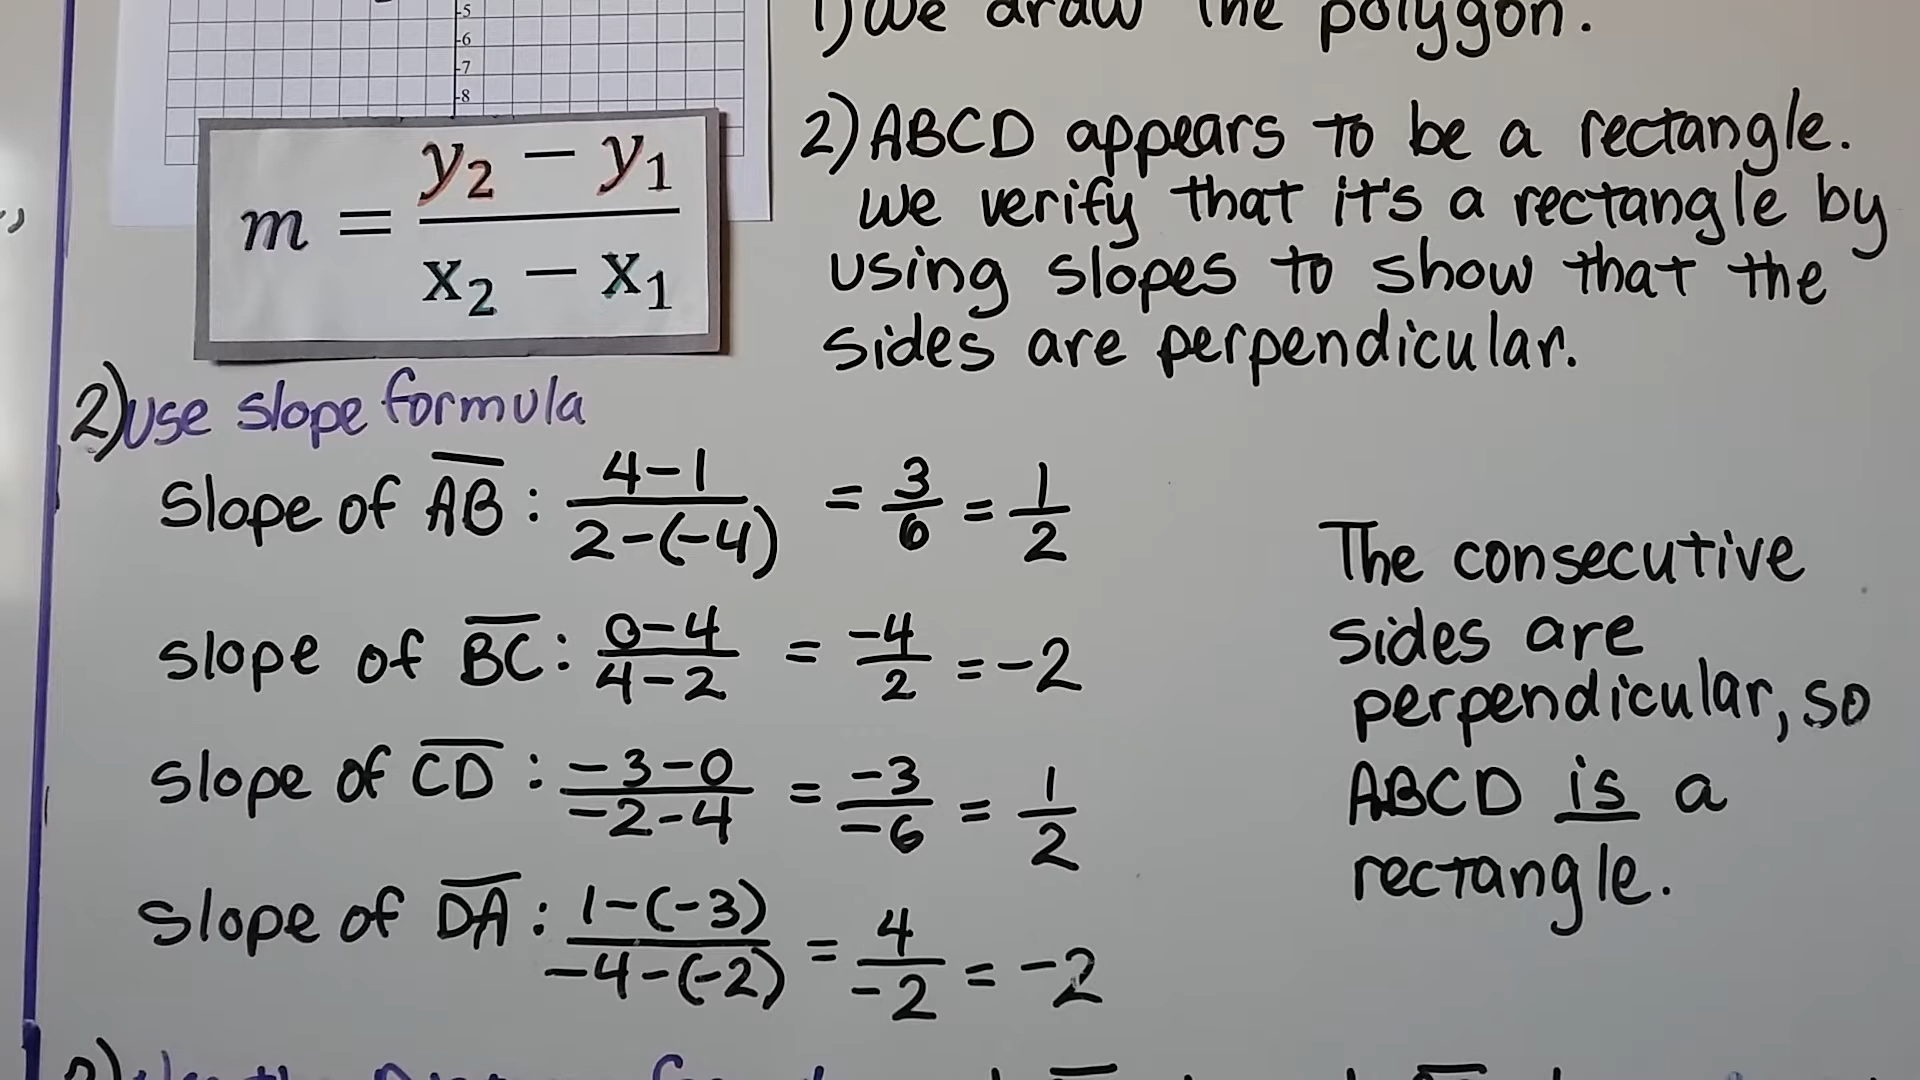 -5
-6
-7
-8
1) We draw the polygon.
m = y₂ − y₁ / x₂ − x₁
2) ABCD appears to be a rectangle.
we verify that it's a rectangle by
using slopes to show that the
sides are perpendicular.
2) use slope formula
Slope of AB : 4-1 / 2-(-4) = 3/6 = 1/2
slope of BC : 0-4 / 4-2 = -4/2 = -2
slope of CD : -3-0 / -2-4 = -3/-6 = 1/2
slope of DA : 1-(-3) / -4-(-2) = 4/-2 = -2
The consecutive
sides are
perpendicular, so
ABCD is a
rectangle.